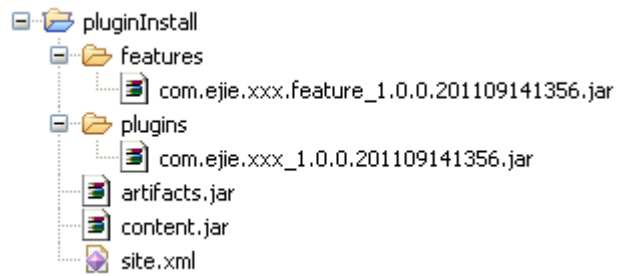 pluginInstall
features
com.ejie.xxx.feature_1.0.0.201109141356.jar
plugins
com.ejie.xxx_1.0.0.201109141356.jar
artifacts.jar
content.jar
site.xml